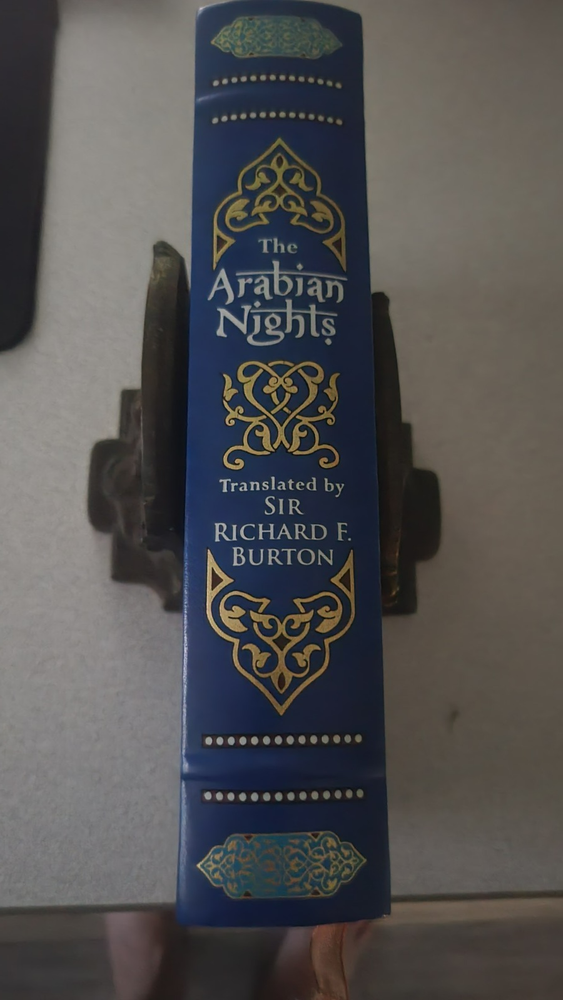 The
Arabian
Nights
Translated by
SIR
RICHARD F.
BURTON